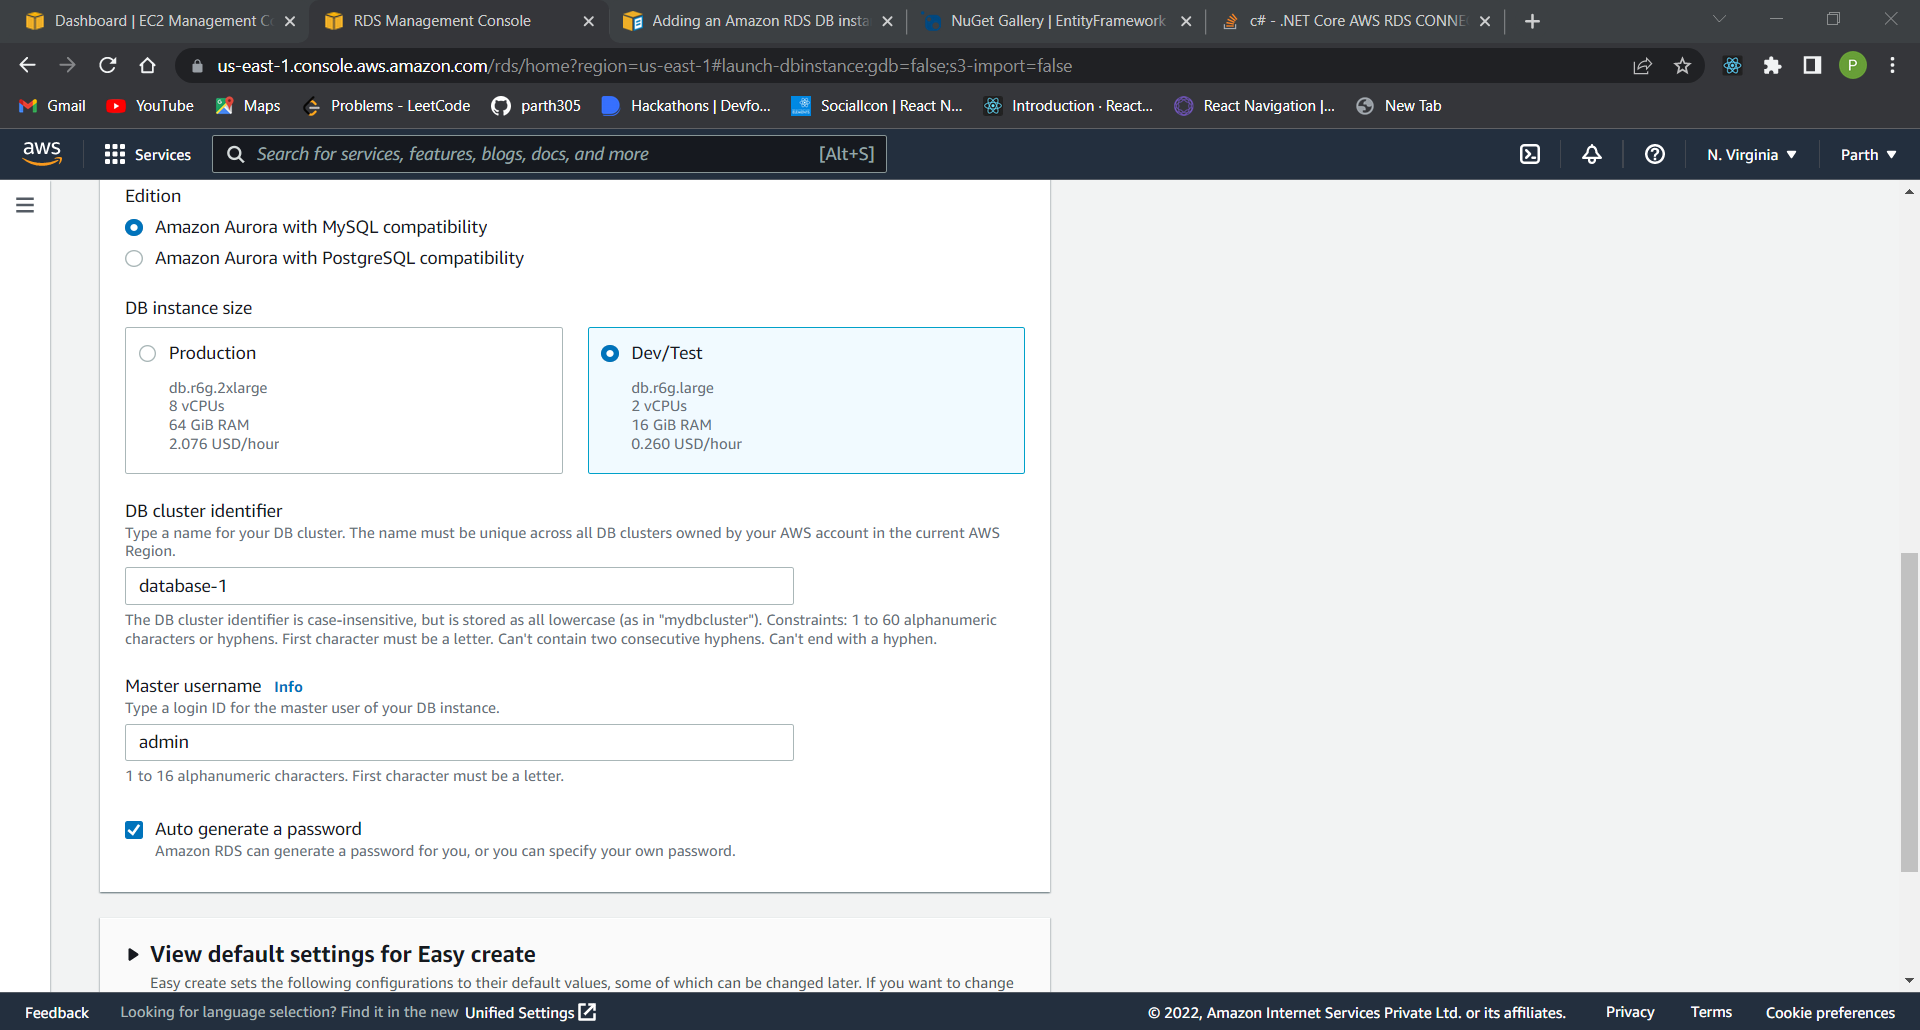 Dashboard | EC2 Management Co
RDS Management Console
Adding an Amazon RDS DB insta
NuGet Gallery | EntityFramework
c# - .NET Core AWS RDS CONNE
us-east-1.console.aws.amazon.com/rds/home?region=us-east-1#launch-dbinstance:gdb=false;s3-import=false
P
Gmail
YouTube
Maps
Problems - LeetCode
parth305
Hackathons | Devfo...
SocialIcon | React N...
Introduction · React...
React Navigation |...
New Tab
aws
Services
Search for services, features, blogs, docs, and more
[Alt+S]
N. Virginia
Parth
Edition
Amazon Aurora with MySQL compatibility
Amazon Aurora with PostgreSQL compatibility
DB instance size
Production
db.r6g.2xlarge
8 vCPUs
64 GiB RAM
2.076 USD/hour
Dev/Test
db.r6g.large
2 vCPUs
16 GiB RAM
0.260 USD/hour
DB cluster identifier
Type a name for your DB cluster. The name must be unique across all DB clusters owned by your AWS account in the current AWS
Region.
database-1
The DB cluster identifier is case-insensitive, but is stored as all lowercase (as in "mydbcluster"). Constraints: 1 to 60 alphanumeric
characters or hyphens. First character must be a letter. Can't contain two consecutive hyphens. Can't end with a hyphen.
Master username Info
Type a login ID for the master user of your DB instance.
admin
1 to 16 alphanumeric characters. First character must be a letter.
Auto generate a password
Amazon RDS can generate a password for you, or you can specify your own password.
View default settings for Easy create
Easy create sets the following configurations to their default values, some of which can be changed later. If you want to change
Feedback
Looking for language selection? Find it in the new Unified Settings
© 2022, Amazon Internet Services Private Ltd. or its affiliates.
Privacy
Terms
Cookie preferences